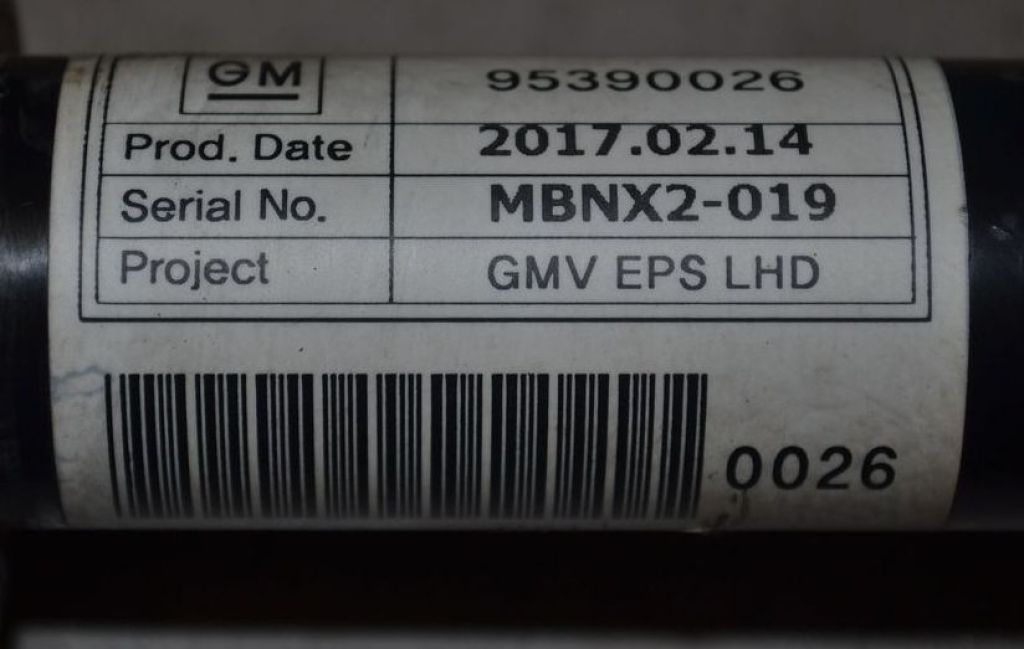 GM 95390026
Prod. Date 2017.02.14
Serial No. MBNX2-019
Project GMV EPS LHD
0026